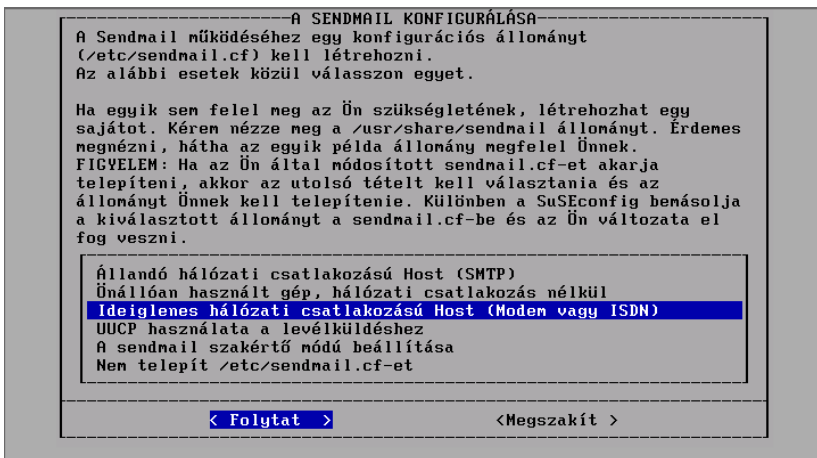 A SENDMAIL KONFIGURÁLÁSA
A Sendmail működéséhez egy konfigurációs állományt
(/etc/sendmail.cf) kell létrehozni.
Az alábbi esetek közül válasszon egyet.
Ha egyik sem felel meg az Ön szükségletének, létrehozhat egy
sajátot. Kérem nézze meg a /usr/share/sendmail állományt. Érdemes
megnézni, hátha az egyik példa állomány megfelel Önnek.
FIGYELEM: Ha az Ön által módosított sendmail.cf-et akarja
telepíteni, akkor az utolsó tételt kell választania és az
állományt Önnek kell telepítenie. Különben a SuSEconfig bemásolja
a kiválasztott állományt a sendmail.cf-be és az Ön változata el
fog veszni.
Állandó hálózati csatlakozású Host (SMTP)
Önállóan használt gép, hálózati csatlakozás nélkül
Ideiglenes hálózati csatlakozású Host (Modem vagy ISDN)
UUCP használata a levélküldéshez
A sendmail szakértő módú beállítása
Nem telepít /etc/sendmail.cf-et
< Folytat > <Megszakít >